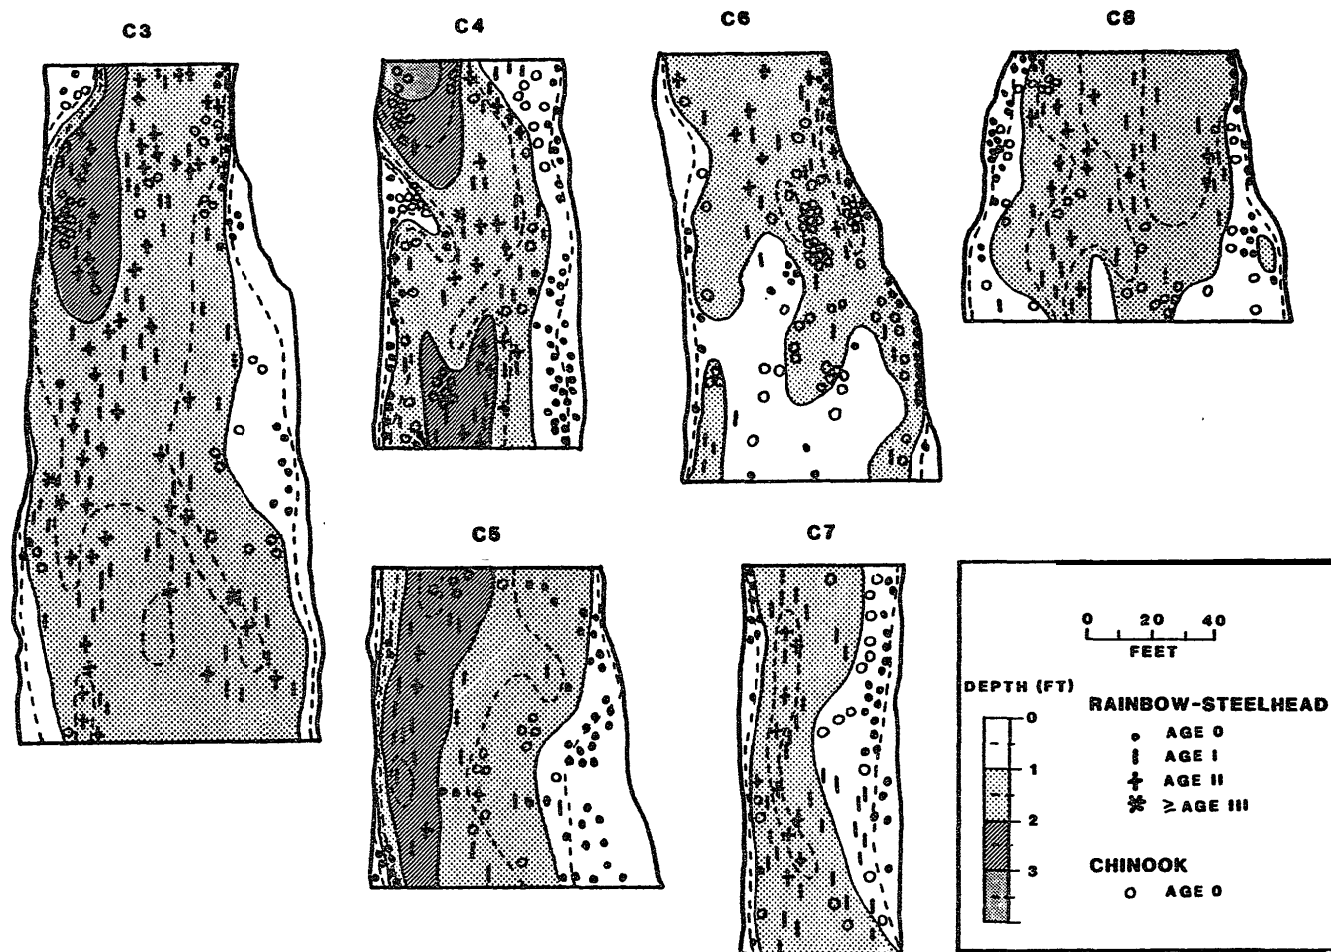 C3
C4
C6
C8
C5
C7
0 20 40
FEET
DEPTH (FT)
0
1
2
3
RAINBOW-STEELHEAD
AGE 0
AGE I
AGE II
≥ AGE III
CHINOOK
AGE 0